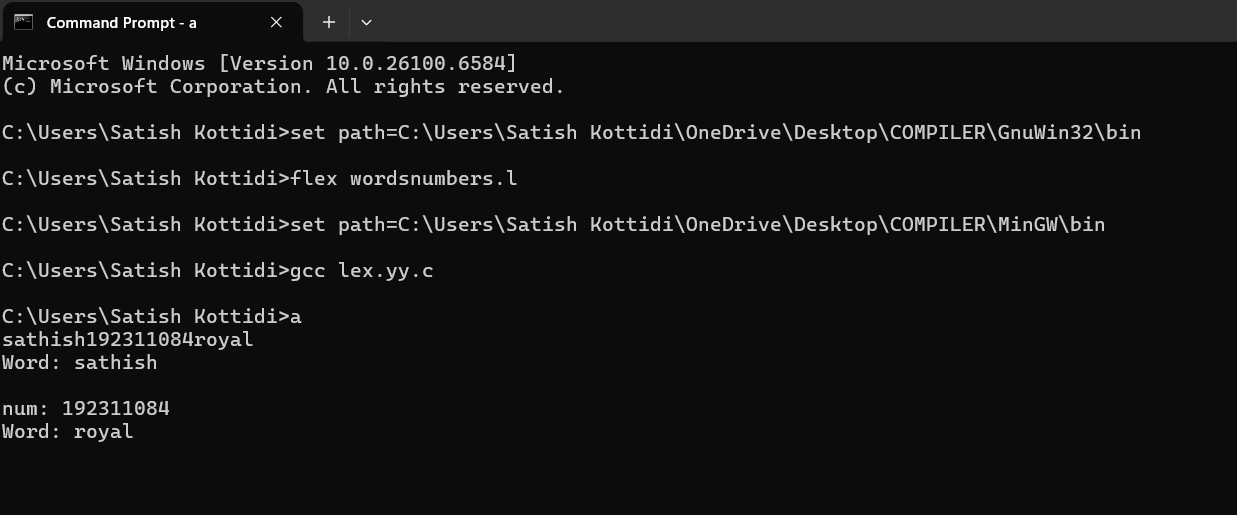 Command Prompt - a
Microsoft Windows [Version 10.0.26100.6584]
(c) Microsoft Corporation. All rights reserved.
C:\Users\Satish Kottidi>set path=C:\Users\Satish Kottidi\OneDrive\Desktop\COMPILER\GnuWin32\bin
C:\Users\Satish Kottidi>flex wordsnumbers.l
C:\Users\Satish Kottidi>set path=C:\Users\Satish Kottidi\OneDrive\Desktop\COMPILER\MinGW\bin
C:\Users\Satish Kottidi>gcc lex.yy.c
C:\Users\Satish Kottidi>a
sathish192311084royal
Word: sathish
num: 192311084
Word: royal